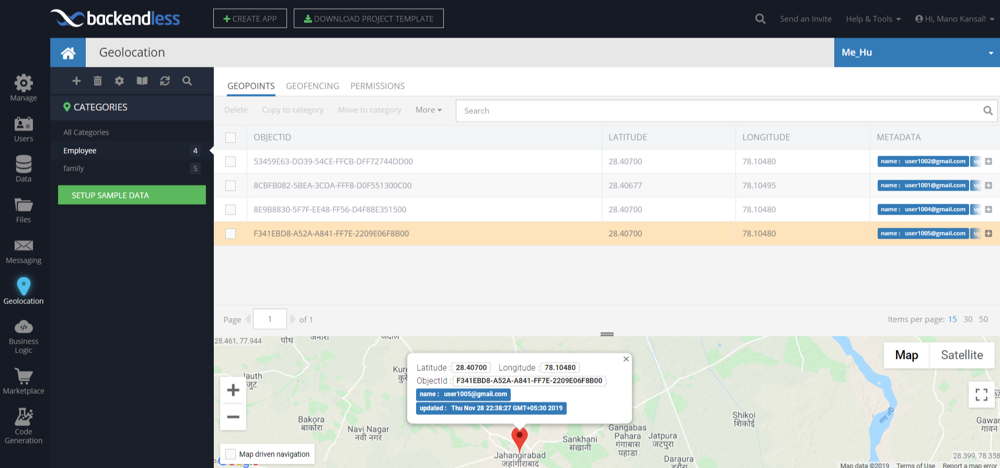 backendless
CREATE APP
DOWNLOAD PROJECT TEMPLATE
Send an Invite
Help & Tools
Hi, Mano Kansal!
Geolocation
Me_Hu
Manage
Users
Data
Files
Messaging
Geolocation
Business
Logic
Marketplace
Code
Generation
CATEGORIES
All Categories
Employee 4
family 5
SETUP SAMPLE DATA
GEOPOINTS GEOFENCING PERMISSIONS
Delete Copy to category Move to category More Search
OBJECTID LATITUDE LONGITUDE METADATA
53459E63-DD39-54CE-FFCB-DFF72744DD00 28.40700 78.10480 name : user1002@gmail.com up
8CBFB082-5BEA-3CDA-FFF8-D0F551300C00 28.40677 78.10495 name : user1001@gmail.com up
8E9B8830-5F7F-EE48-FF56-D4F88E351500 28.40700 78.10480 name : user1004@gmail.com up
F341EBD8-A52A-A841-FF7E-2209E06F8B00 28.40700 78.10480 name : user1005@gmail.com up
Page 1 of 1
Items per page: 15 30 50
28.461, 77.944
पोथ
Map Satellite
Latitude : 28.40700 Longitude : 78.10480
ObjectId : F341EBD8-A52A-A841-FF7E-2209E06F8B00
name : user1005@gmail.com
updated : Thu Nov 28 22:38:27 GMT+05:30 2019
Kure
lauth
जुट
Bakora
बाकोरा
Navi Nagar
नवी नगर
Gangabas
Pahara
गंगाबास
पहाडा
Jatpura
जटपुरा
Sankhani
संखानी
Shikoi
शिकोई
गंगा नदी
Gawan
गावन
Jahangirabad
जहांगीराबाद
Daraura
Map driven navigation
28.399, 78.358
Map data ©2019 Terms of Use Report a map error